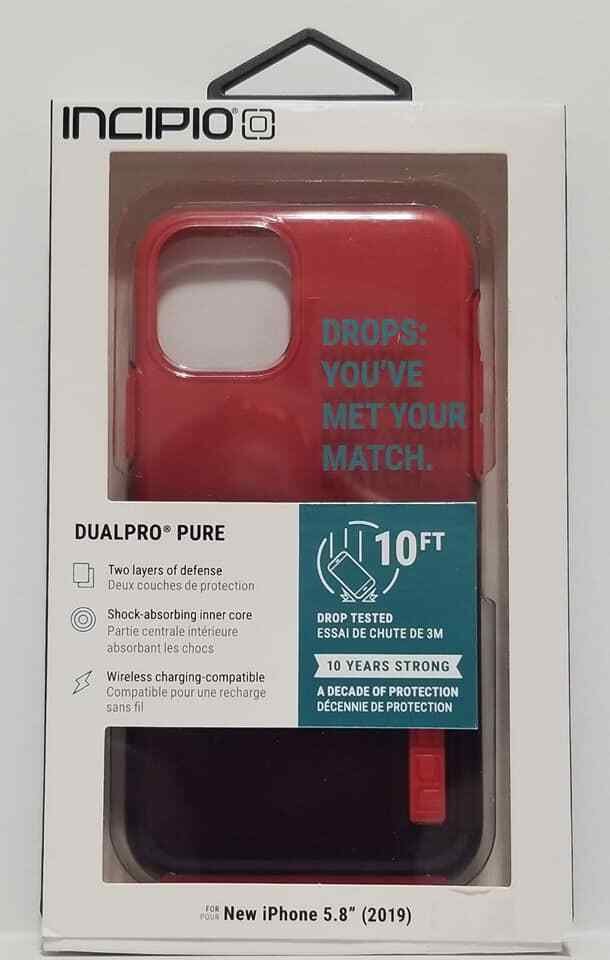 INCIPIO®
DROPS:
YOU'VE
MET YOUR
MATCH.
DUALPRO® PURE
Two layers of defense
Deux couches de protection
Shock-absorbing inner core
Partie centrale intérieure
absorbant les chocs
Wireless charging-compatible
Compatible pour une recharge
sans fil
10FT
DROP TESTED
ESSAI DE CHUTE DE 3M
10 YEARS STRONG
A DECADE OF PROTECTION
DÉCENNIE DE PROTECTION
FOR
POUR
New iPhone 5.8” (2019)